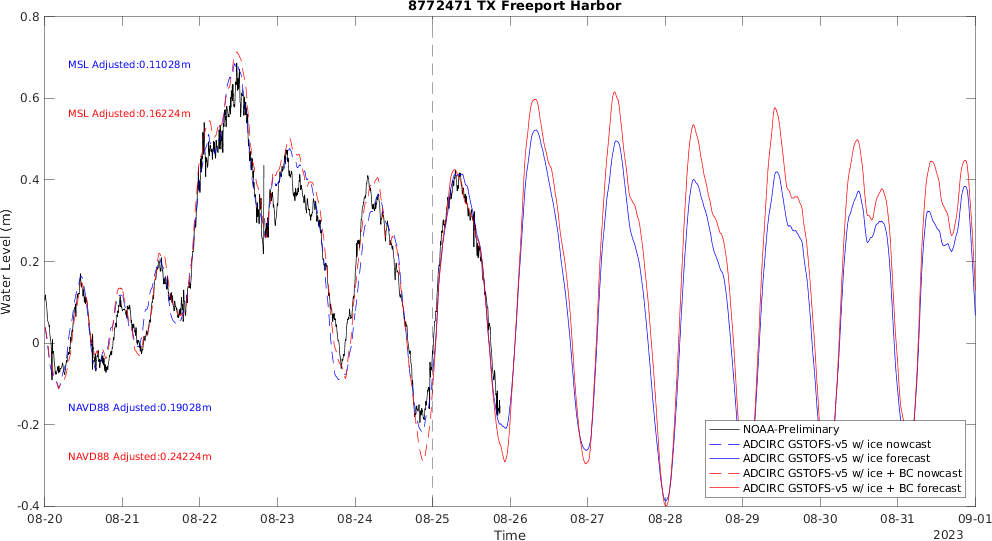 8772471 TX Freeport Harbor
Water Level (m)
0.8
0.6
0.4
0.2
0
-0.2
-0.4
MSL Adjusted:0.11028m
MSL Adjusted:0.16224m
NAVD88 Adjusted:0.19028m
NAVD88 Adjusted:0.24224m
NOAA-Preliminary
ADCIRC GSTOFS-v5 w/ ice nowcast
ADCIRC GSTOFS-v5 w/ ice forecast
ADCIRC GSTOFS-v5 w/ ice + BC nowcast
ADCIRC GSTOFS-v5 w/ ice + BC forecast
08-20 08-21 08-22 08-23 08-24 08-25 08-26 08-27 08-28 08-29 08-30 08-31 09-01
Time
2023